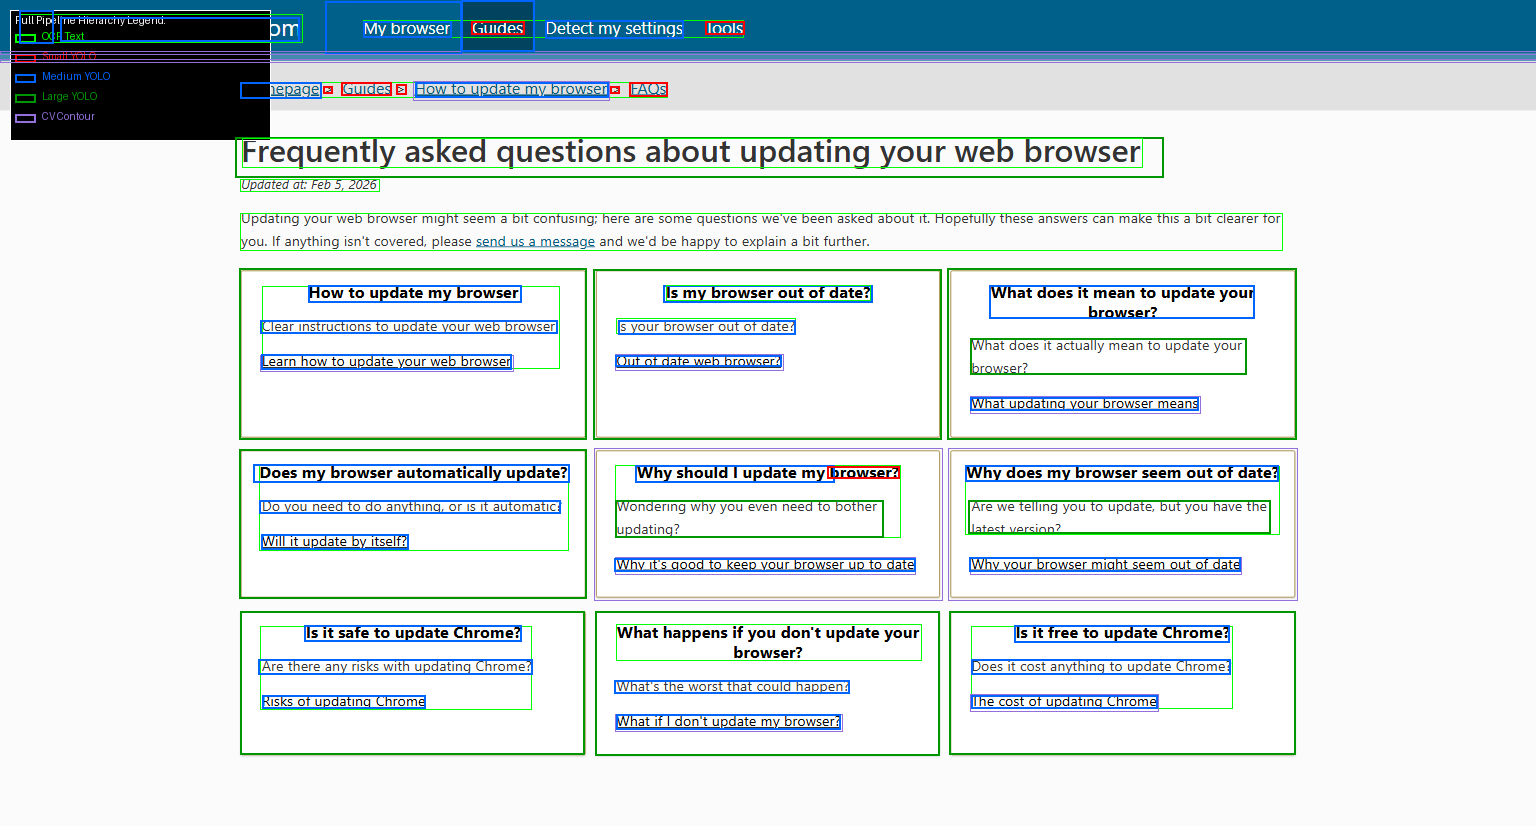 Full Pipeline Hierarchy Legend:
OCR Text
Small YOLO
Medium YOLO
Large YOLO
CV Contour
om
My browser Guides Detect my settings Tools
mepage > Guides > How to update my browser > FAQs
Frequently asked questions about updating your web browser
Updated at: Feb 5, 2026
Updating your web browser might seem a bit confusing; here are some questions we've been asked about it. Hopefully these answers can make this a bit clearer for
you. If anything isn't covered, please send us a message and we'd be happy to explain a bit further.
How to update my browser
Clear instructions to update your web browser
Learn how to update your web browser
Is my browser out of date?
Is your browser out of date?
Out of date web browser?
What does it mean to update your
browser?
What does it actually mean to update your
browser?
What updating your browser means
Does my browser automatically update?
Do you need to do anything, or is it automatic?
Will it update by itself?
Why should I update my browser?
Wondering why you even need to bother
updating?
Why it's good to keep your browser up to date
Why does my browser seem out of date?
Are we telling you to update, but you have the
latest version?
Why your browser might seem out of date
Is it safe to update Chrome?
Are there any risks with updating Chrome?
Risks of updating Chrome
What happens if you don't update your
browser?
What's the worst that could happen?
What if I don't update my browser?
Is it free to update Chrome?
Does it cost anything to update Chrome?
The cost of updating Chrome